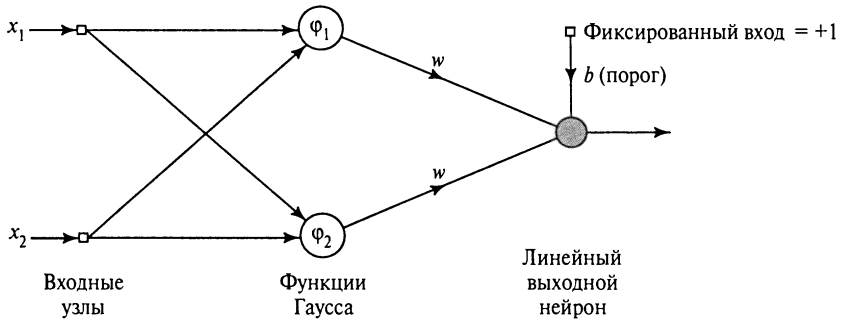 x1
φ1
w
Фиксированный вход = +1
b (порог)
w
x2
φ2
Входные
узлы
Функции
Гаусса
Линейный
выходной
нейрон